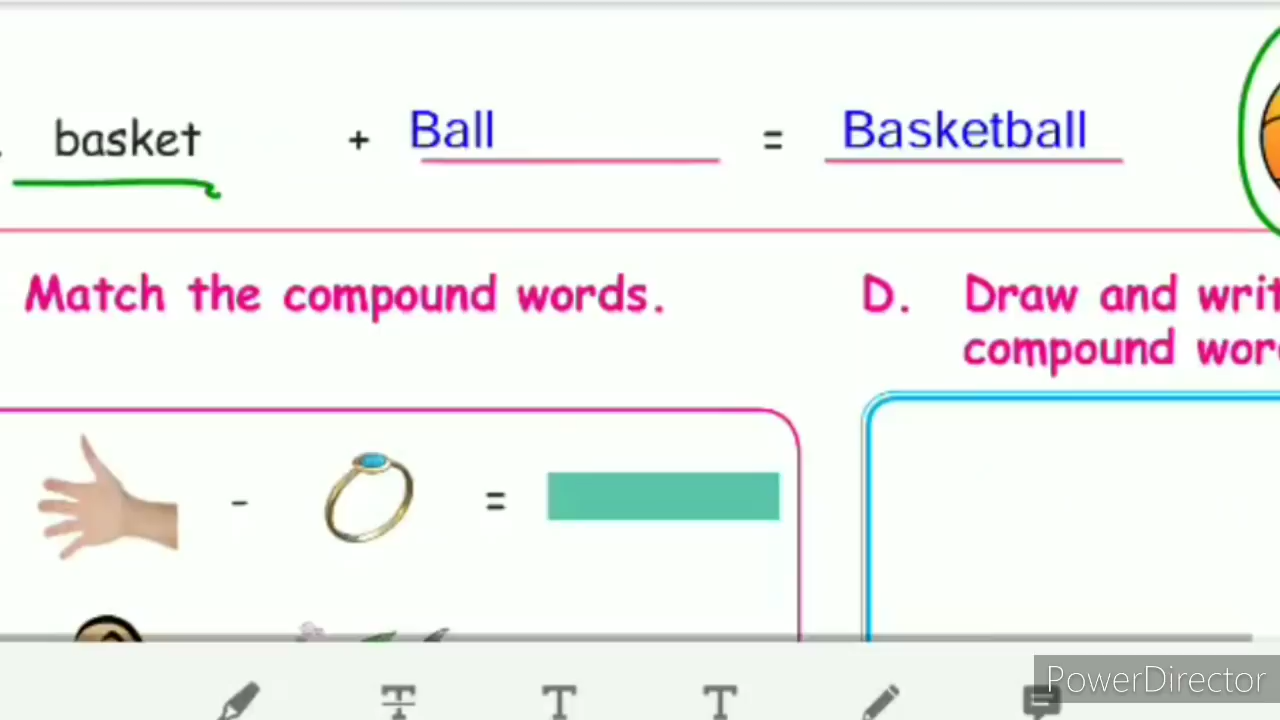 basket + Ball = Basketball
Match the compound words.
D. Draw and writ
compound wor
- =
PowerDirector